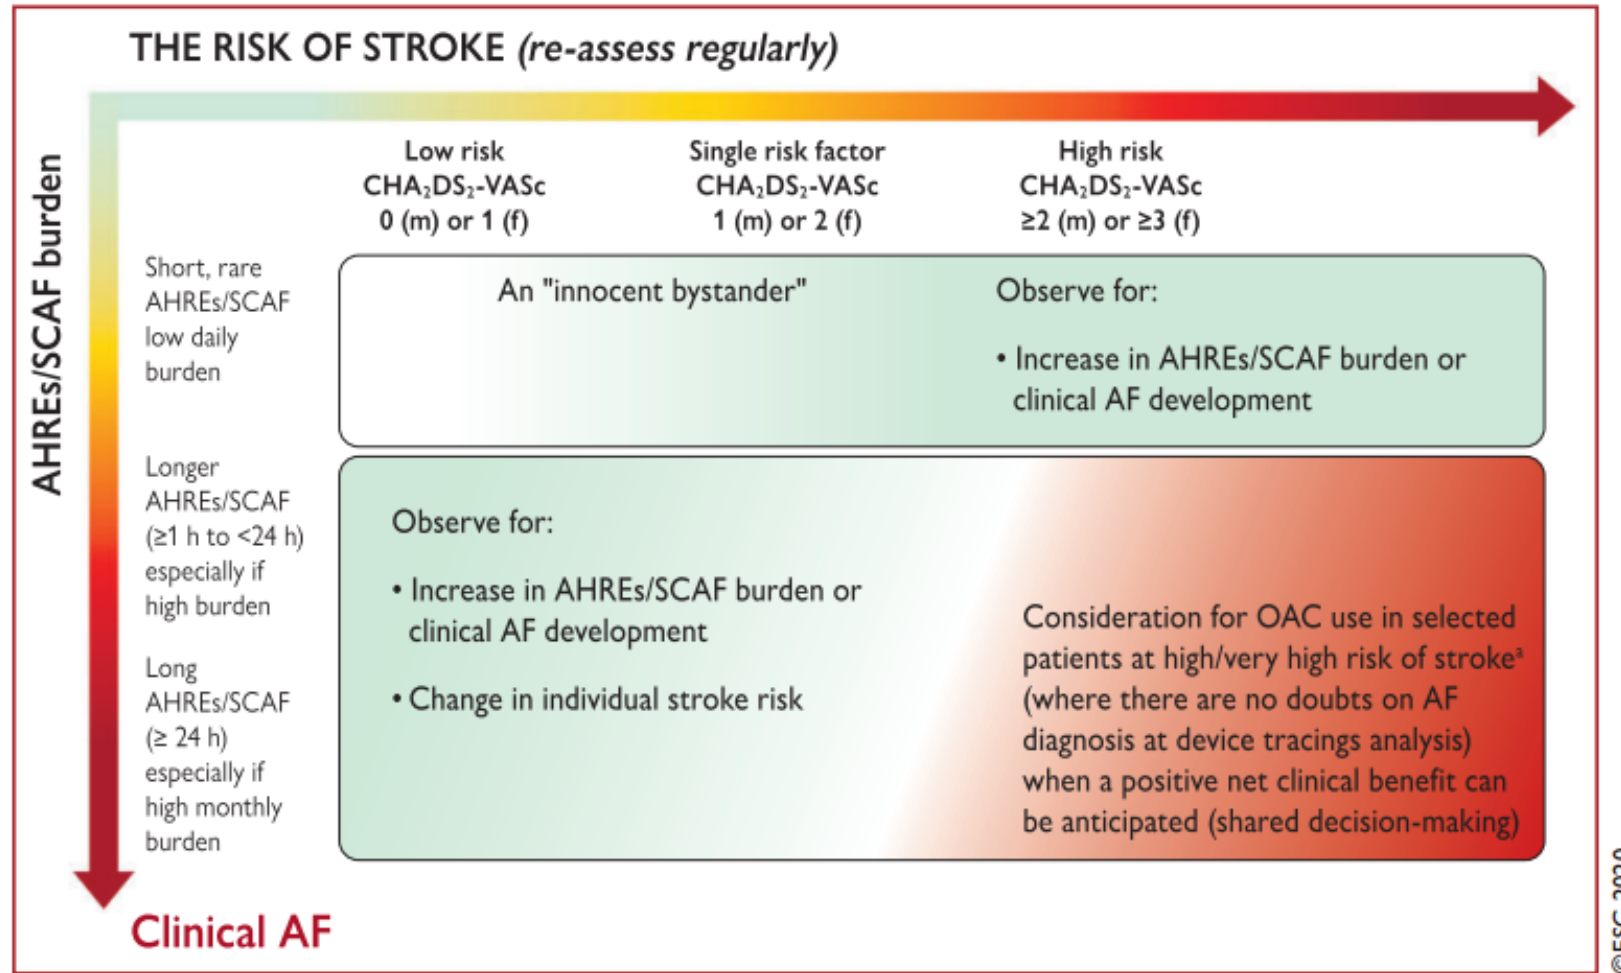 THE RISK OF STROKE (re-assess regularly)
AHREs/SCAF burden
Low risk
CHA₂DS₂-VASc
0 (m) or 1 (f)
Single risk factor
CHA₂DS₂-VASc
1 (m) or 2 (f)
High risk
CHA₂DS₂-VASc
≥2 (m) or ≥3 (f)
Short, rare
AHREs/SCAF
low daily
burden
An "innocent bystander"
Observe for:
• Increase in AHREs/SCAF burden or
clinical AF development
Longer
AHREs/SCAF
(≥1 h to <24 h)
especially if
high burden
Long
AHREs/SCAF
(≥ 24 h)
especially if
high monthly
burden
Observe for:
• Increase in AHREs/SCAF burden or
clinical AF development
• Change in individual stroke risk
Consideration for OAC use in selected
patients at high/very high risk of strokeᵃ
(where there are no doubts on AF
diagnosis at device tracings analysis)
when a positive net clinical benefit can
be anticipated (shared decision-making)
Clinical AF
©ESC 2020